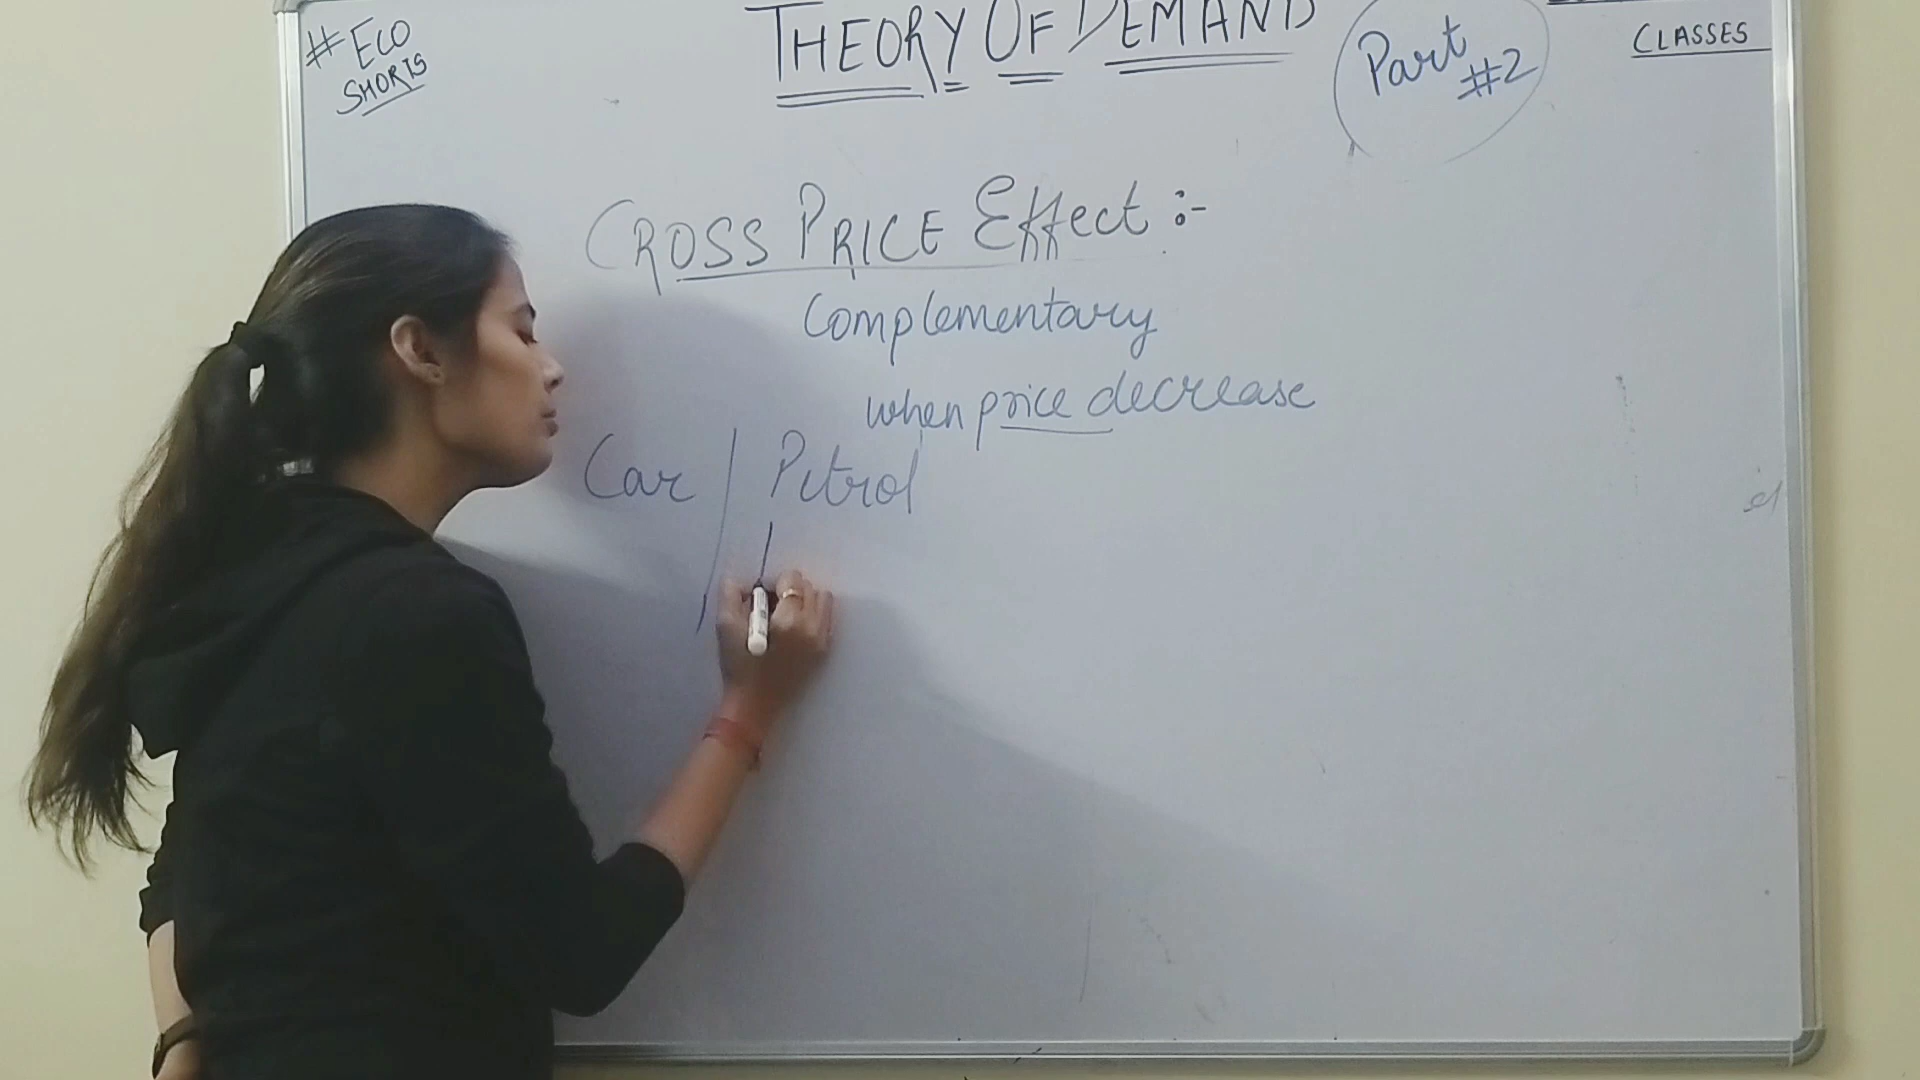 # ECO
SHORTS
THEORY OF DEMAND
Part
#2
CLASSES
CROSS PRICE Effect :-
Complementary
when price decrease
Car / Petrol